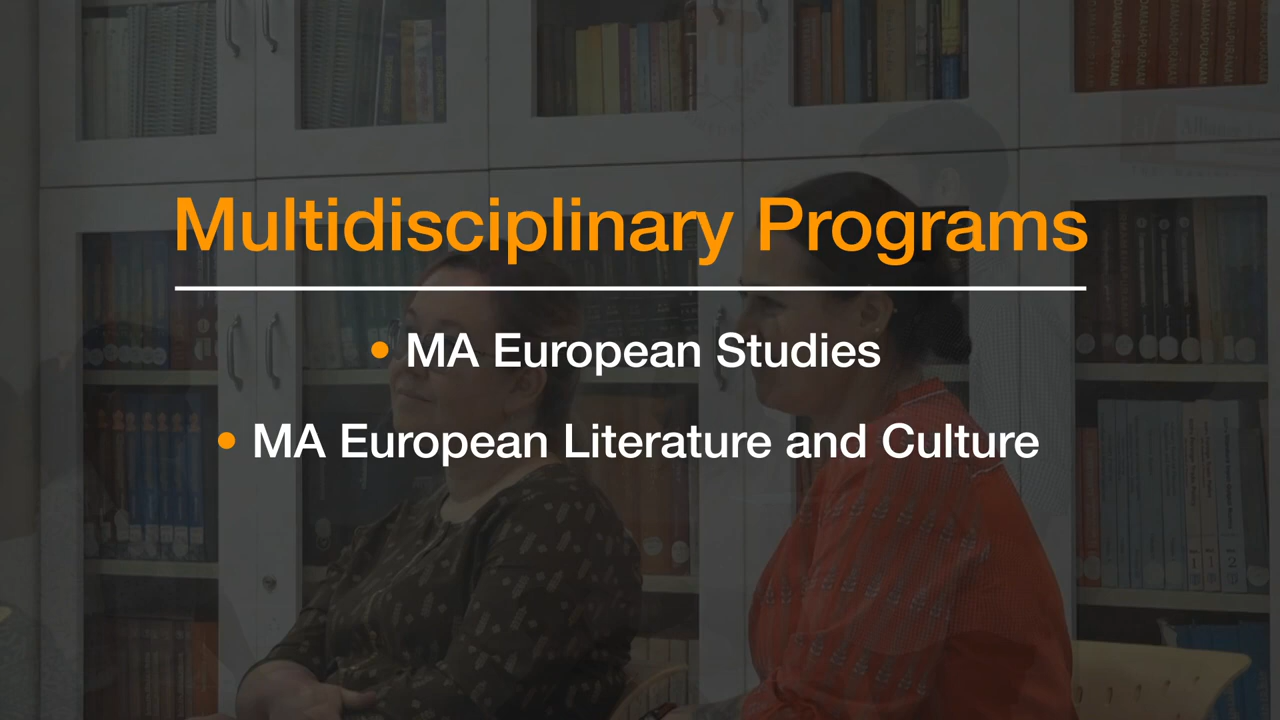 Multidisciplinary Programs
• MA European Studies
• MA European Literature and Culture